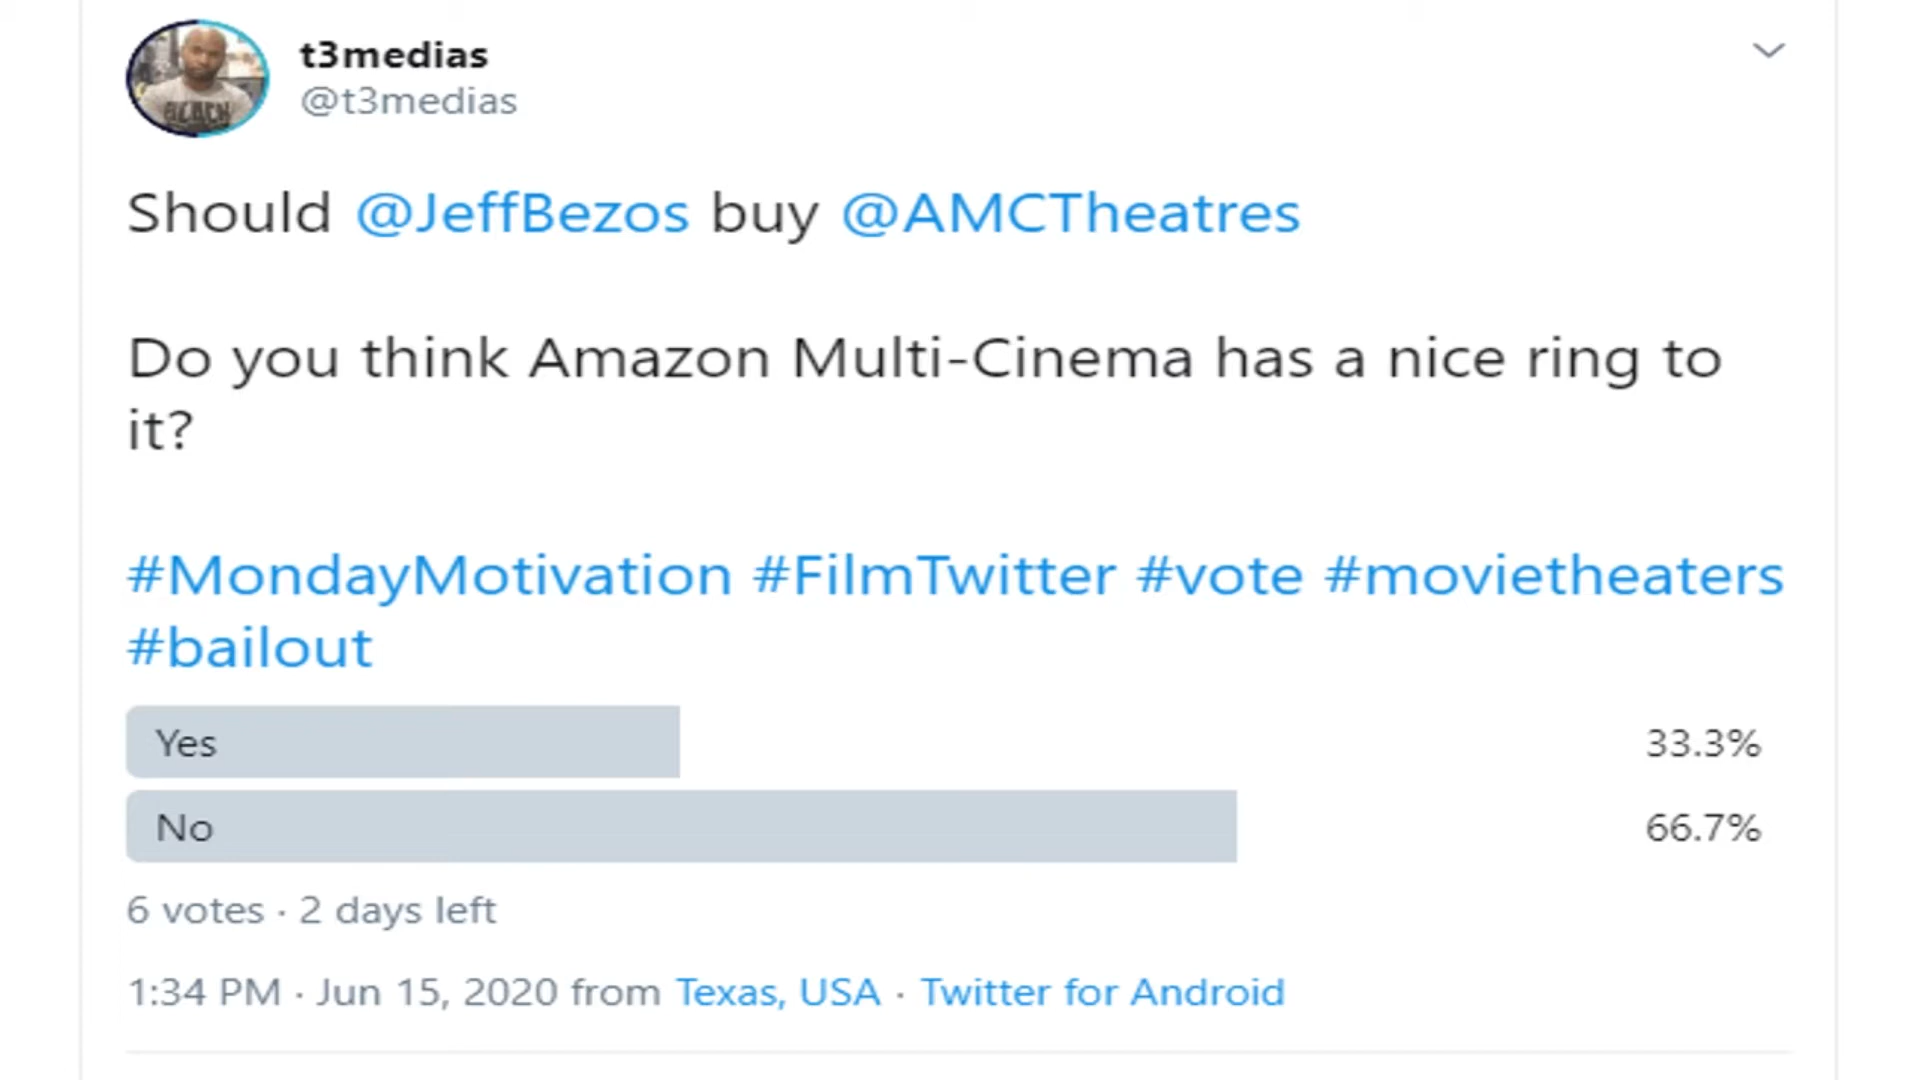 t3medias
@t3medias
Should @JeffBezos buy @AMCTheatres
Do you think Amazon Multi-Cinema has a nice ring to
it?
#MondayMotivation #FilmTwitter #vote #movietheaters
#bailout
Yes 33.3%
No 66.7%
6 votes · 2 days left
1:34 PM · Jun 15, 2020 from Texas, USA · Twitter for Android